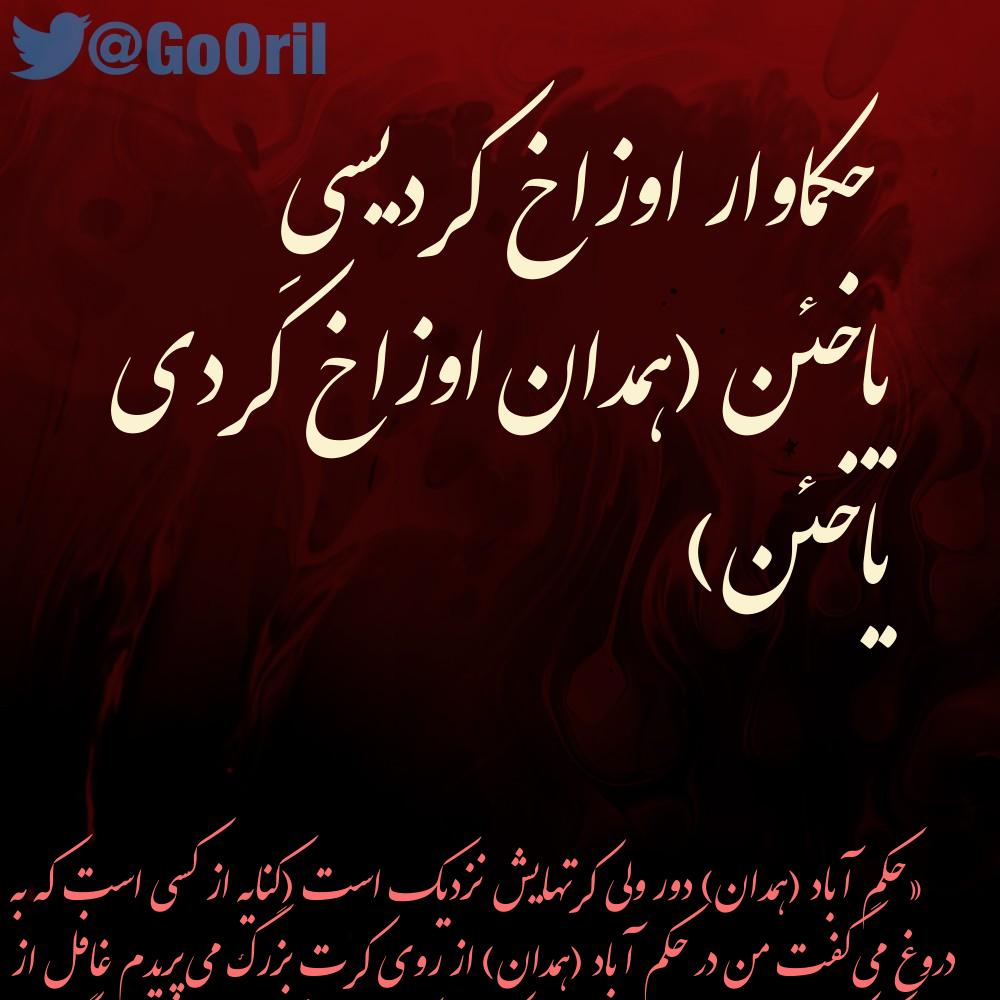 @GoOril
حکماوار اوزاخ کردیسی
یاخئن (همدان اوزاخ کَردی
یاخئن)
«حکم آباد (همدان) دور ولی کرتهایش نزدیک است (کنایه از کسی است که به
دروغ می‌گفت من در حکم آباد (همدان) از روی کرت بزرگ می‌پریدم غافل از